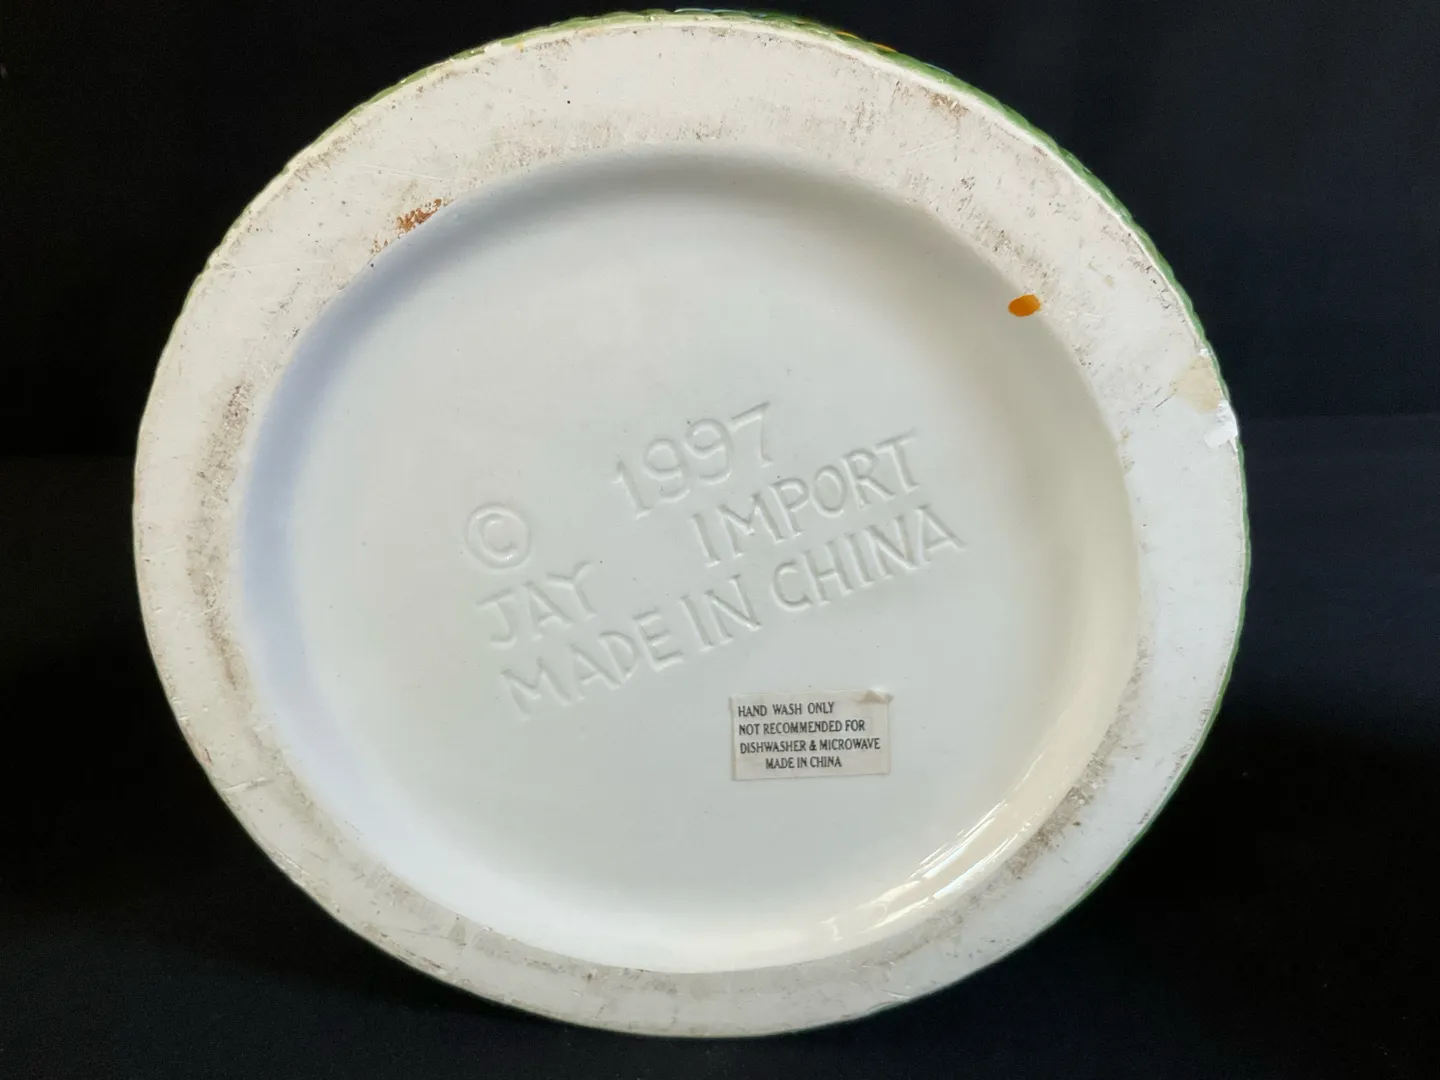 © 1997
JAY IMPORT
MADE IN CHINA
HAND WASH ONLY
NOT RECOMMENDED FOR
DISHWASHER & MICROWAVE
MADE IN CHINA